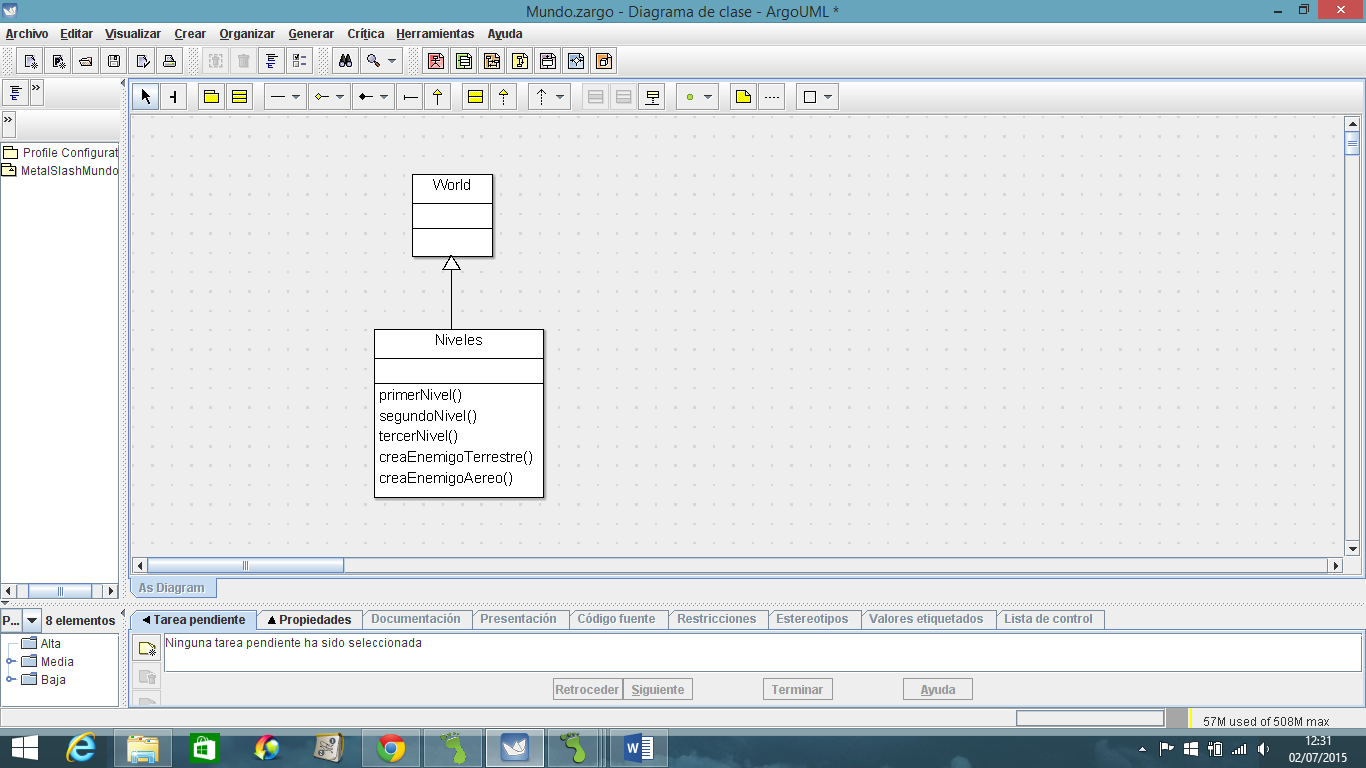 Mundo.zargo - Diagrama de clase - ArgoUML *
Archivo Editar Visualizar Crear Organizar Generar Crítica Herramientas Ayuda
Profile Configurat
MetalSlashMundo
World
Niveles
primerNivel()
segundoNivel()
tercerNivel()
creaEnemigoTerrestre()
creaEnemigoAereo()
As Diagram
P... 8 elementos
Alta
Media
Baja
Tarea pendiente Propiedades Documentación Presentación Código fuente Restricciones Estereotipos Valores etiquetados Lista de control
Ninguna tarea pendiente ha sido seleccionada
Retroceder Siguiente Terminar Ayuda
57M used of 508M max
12:31
02/07/2015